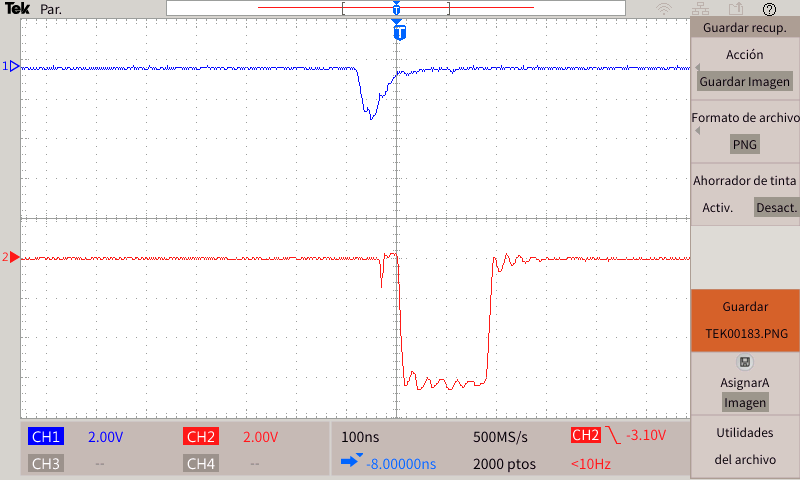 Tek Par.
T
T
1
2
Guardar recup.
Acción
Guardar Imagen
Formato de archivo
PNG
Ahorrador de tinta
Activ. Desact.
Guardar
TEK00183.PNG
AsignarA
Imagen
Utilidades
del archivo
CH1 2.00V CH2 2.00V 100ns 500MS/s CH2 -3.10V
CH3 -- CH4 -- -8.00000ns 2000 ptos <10Hz